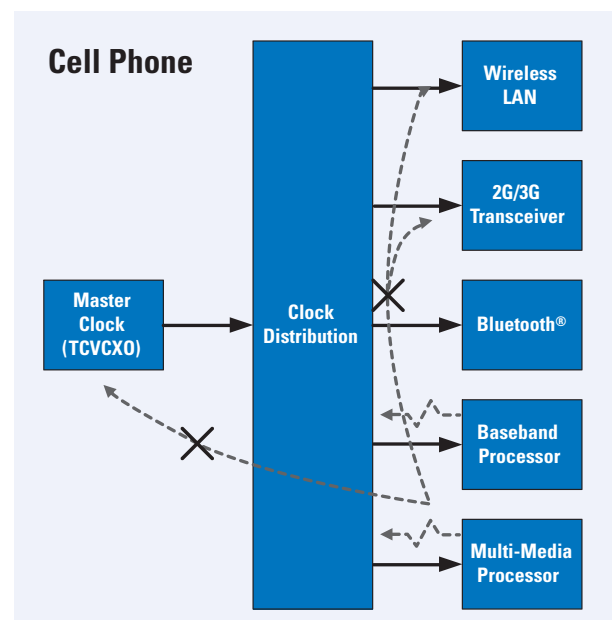 Cell Phone
Wireless
LAN
2G/3G
Transceiver
Master
Clock
(TCVCXO)
Clock
Distribution
Bluetooth®
Baseband
Processor
Multi-Media
Processor